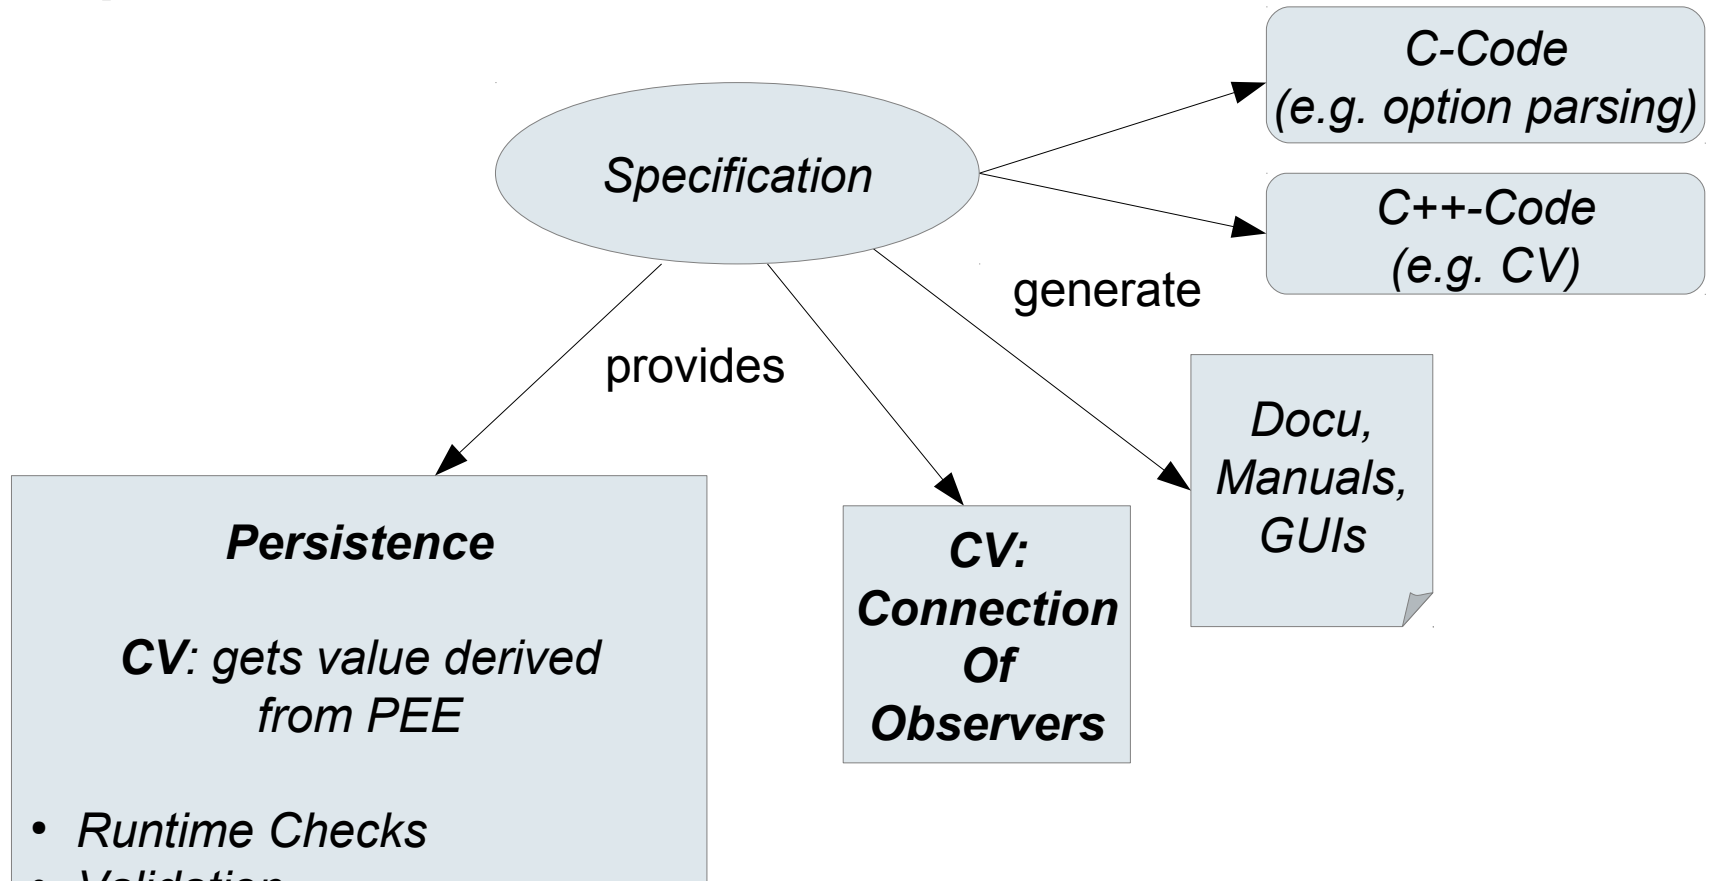 C-Code
(e.g. option parsing)
Specification
C++-Code
(e.g. CV)
generate
provides
Docu,
Manuals,
GUIs
Persistence
CV: gets value derived
from PEE
CV:
Connection
Of
Observers
• Runtime Checks
• Validation